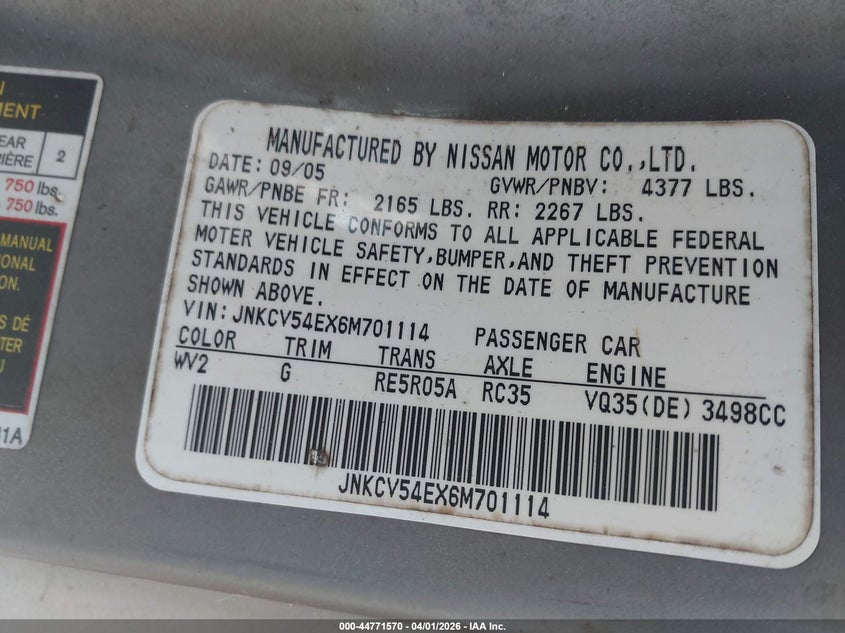 N
MENT
EAR
RIÈRE 2
750 lbs.
750 lbs.
MANUAL
IONAL
ON.
S DÉ
TER
U
31A
MANUFACTURED BY NISSAN MOTOR CO.,LTD.
DATE: 09/05 GVWR/PNBV: 4377 LBS.
GAWR/PNBE FR: 2165 LBS. RR: 2267 LBS.
THIS VEHICLE CONFORMS TO ALL APPLICABLE FEDERAL
MOTER VEHICLE SAFETY,BUMPER,AND THEFT PREVENTION
STANDARDS IN EFFECT ON THE DATE OF MANUFACTURE
SHOWN ABOVE.
VIN: JNKCV54EX6M701114 PASSENGER CAR
COLOR TRIM TRANS AXLE ENGINE
WV2 G RE5R05A RC35 VQ35(DE) 3498CC
JNKCV54EX6M701114
000-44771570 | 04/01/2026 - IAA Inc.